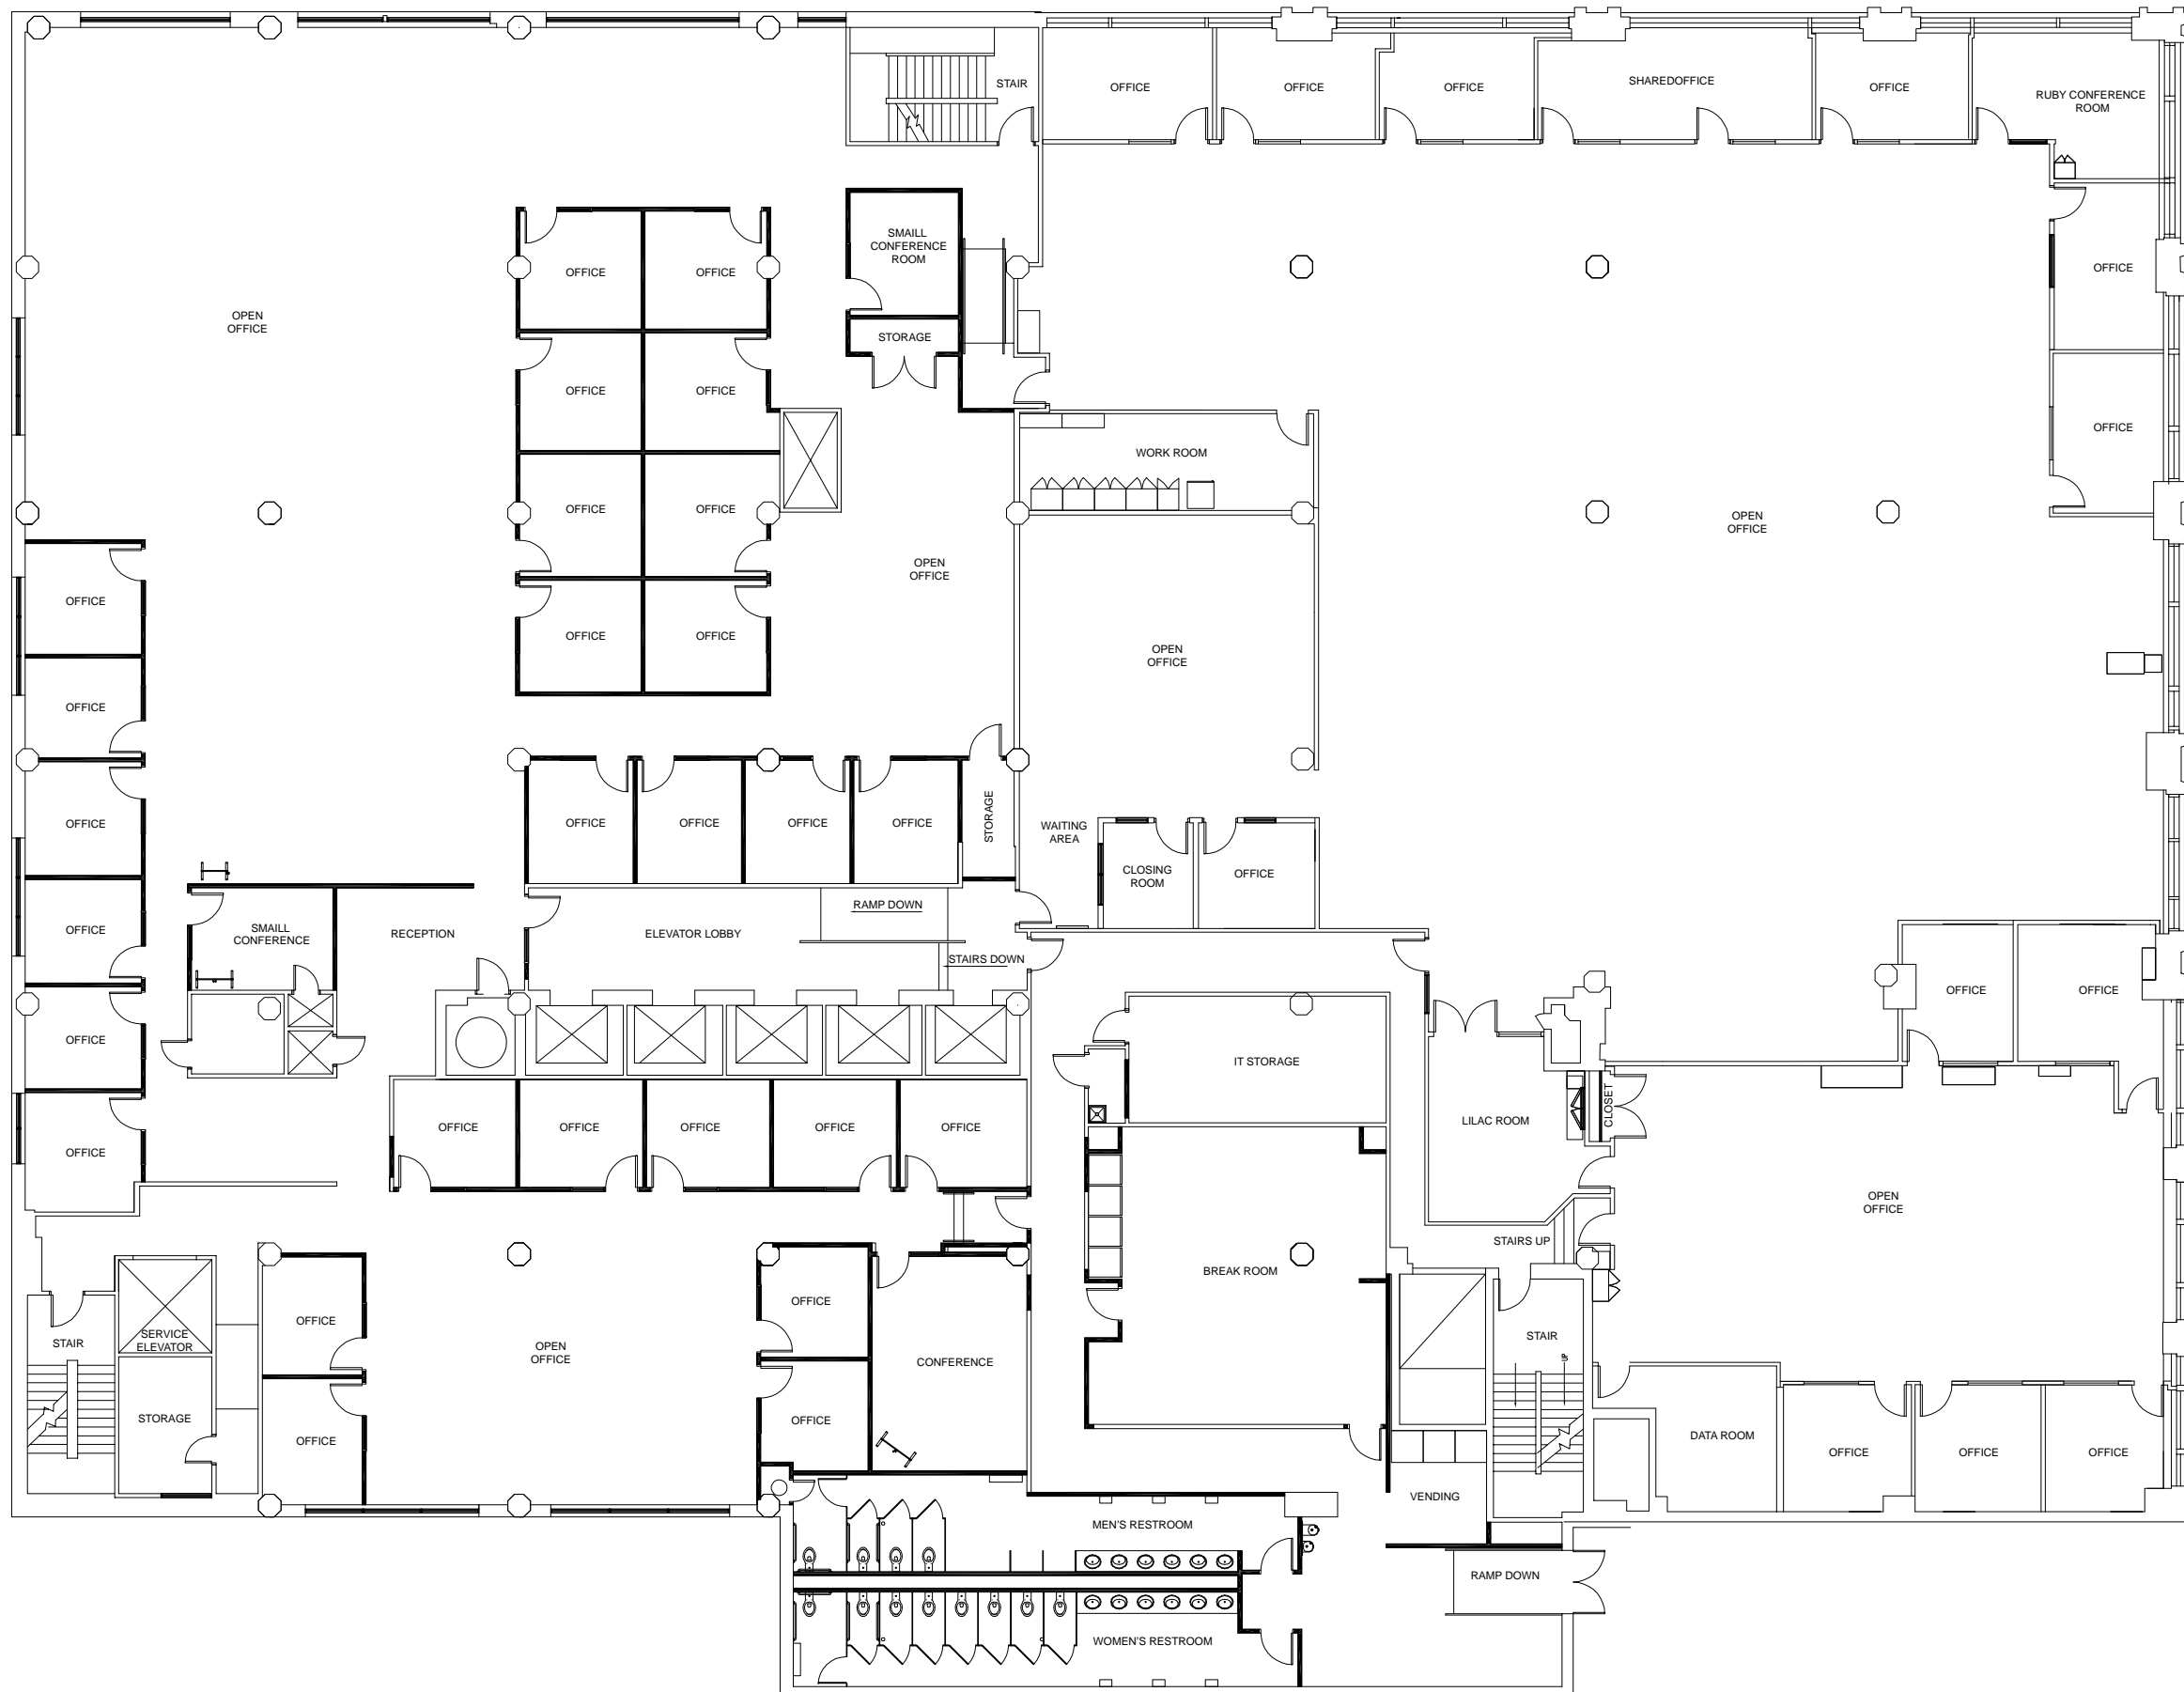 STAIR
OFFICE
OFFICE
OFFICE
SHAREDOFFICE
OFFICE
RUBY CONFERENCE
ROOM
SMAILL
CONFERENCE
ROOM
OFFICE
OFFICE
OFFICE
OPEN
OFFICE
STORAGE
OFFICE
OFFICE
OFFICE
WORK ROOM
OFFICE
OFFICE
OPEN
OFFICE
OPEN
OFFICE
OFFICE
OFFICE
OFFICE
OPEN
OFFICE
OFFICE
OFFICE
OFFICE
OFFICE
OFFICE
OFFICE
STORAGE
WAITING
AREA
CLOSING
ROOM
OFFICE
RAMP DOWN
OFFICE
SMAILL
CONFERENCE
RECEPTION
ELEVATOR LOBBY
STAIRS DOWN
OFFICE
OFFICE
OFFICE
IT STORAGE
CLOSET
LILAC ROOM
OFFICE
OFFICE
OFFICE
OFFICE
OFFICE
OFFICE
OPEN
OFFICE
STAIRS UP
BREAK ROOM
OFFICE
OFFICE
STAIR
SERVICE
ELEVATOR
STAIR
UP
OPEN
OFFICE
CONFERENCE
STORAGE
OFFICE
OFFICE
DATA ROOM
OFFICE
OFFICE
OFFICE
VENDING
MEN'S RESTROOM
RAMP DOWN
WOMEN'S RESTROOM